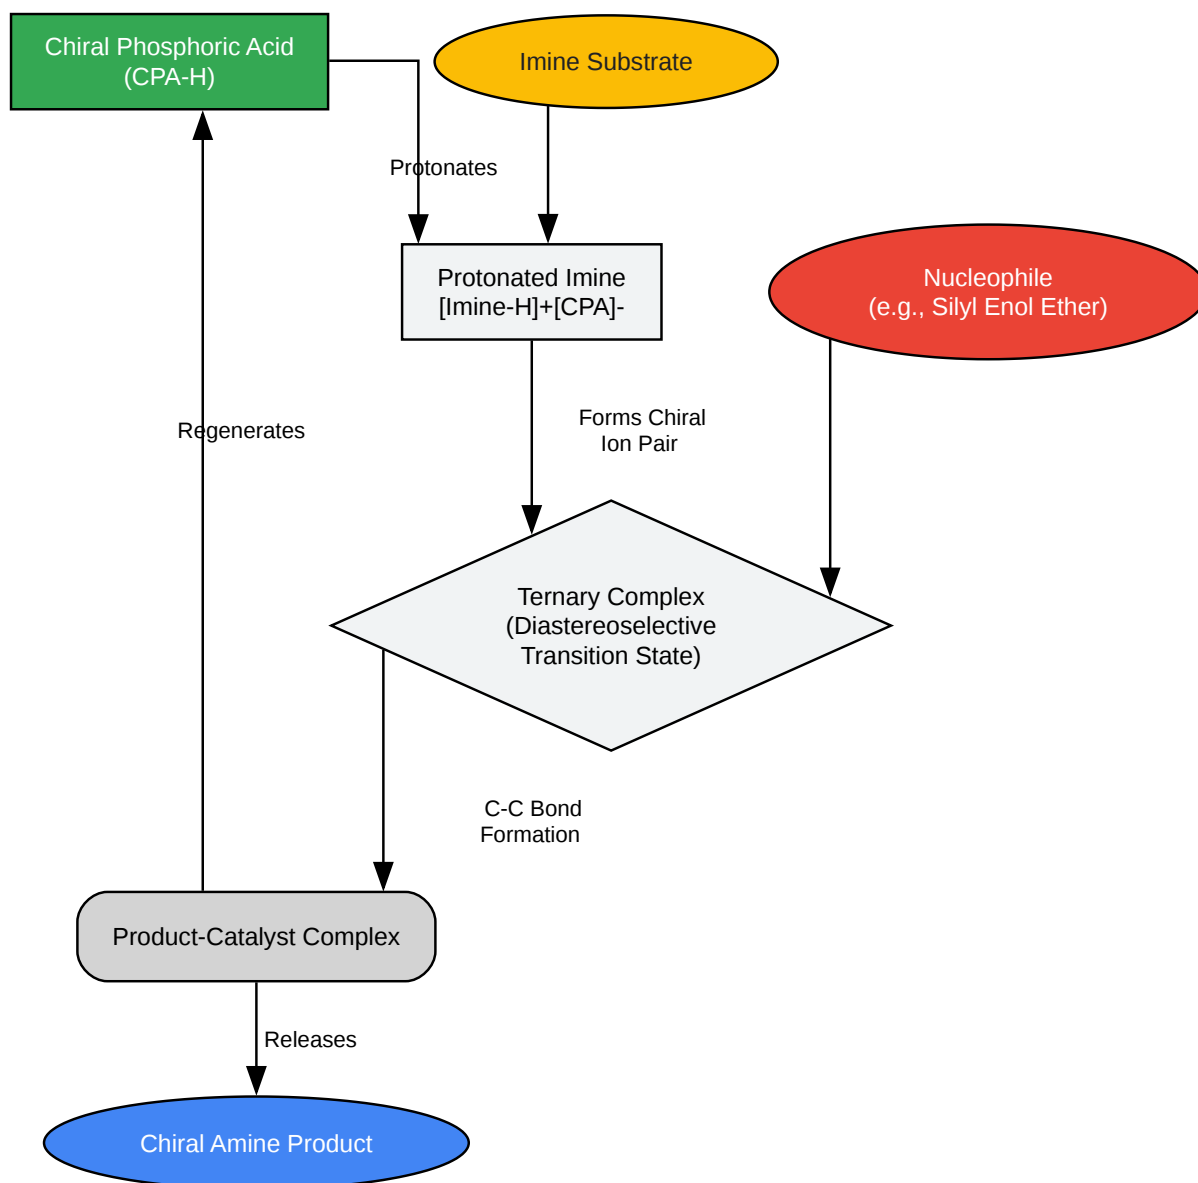 Chiral Phosphoric Acid
(CPA-H)
Imine Substrate
Protonates
Protonated Imine
[Imine-H]+[CPA]-
Nucleophile
(e.g., Silyl Enol Ether)
Regenerates
Forms Chiral
Ion Pair
Ternary Complex
(Diastereoselective
Transition State)
C-C Bond
Formation
Product-Catalyst Complex
Releases
Chiral Amine Product